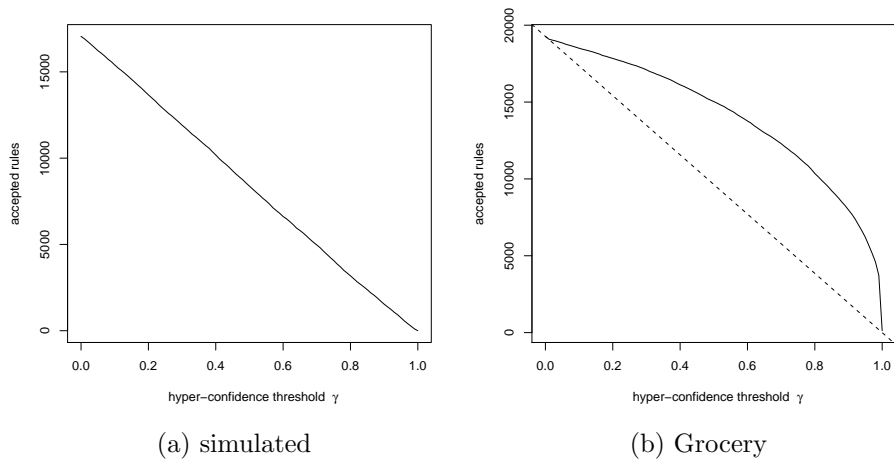 15000
10000
5000
0
accepted rules
0.0 0.2 0.4 0.6 0.8 1.0
hyper−confidence threshold γ
(a) simulated
20000
15000
10000
5000
0
accepted rules
0.0 0.2 0.4 0.6 0.8 1.0
hyper−confidence threshold γ
(b) Grocery